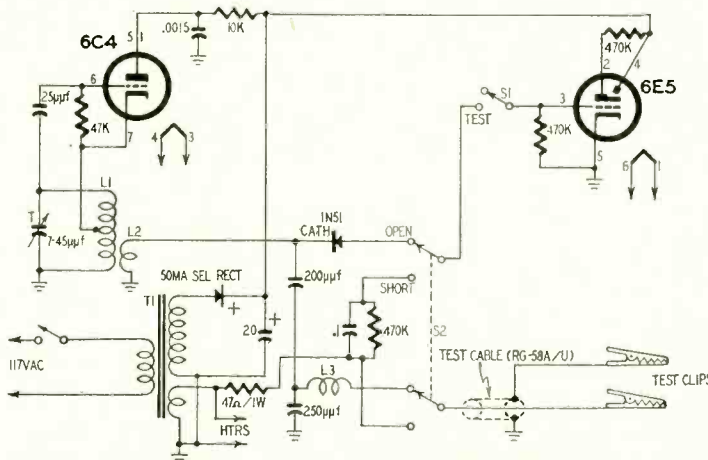 .0015
10K
5 1
6C4
6
25μμf
47K
7
4 3
470K
2
4
6E5
S1
TEST
3
470K
5
6 1
L1
T
7-45μμf
L2
1N51
CATH
OPEN
50MA SEL RECT
+
T1
200μμf
SHORT
+
20
.1
470K
S2
117VAC
L3
TEST CABLE (RG-58A/U)
TEST CLIPS
47Ω/1W
250μμf
HTRS